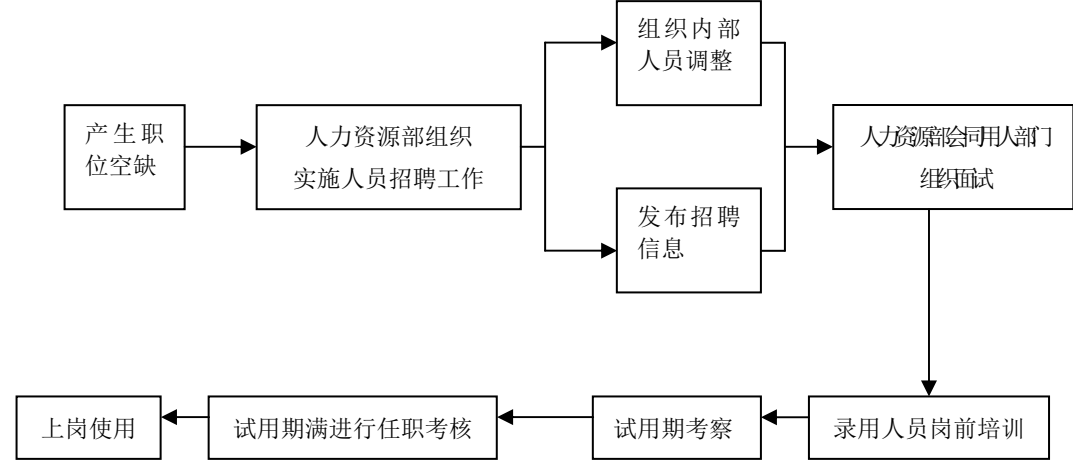 产生职
位空缺
人力资源部组织
实施人员招聘工作
组织内部
人员调整
发布招聘
信息
人力资源部会同用人部门
组织面试
录用人员岗前培训
试用期考察
试用期满进行任职考核
上岗使用